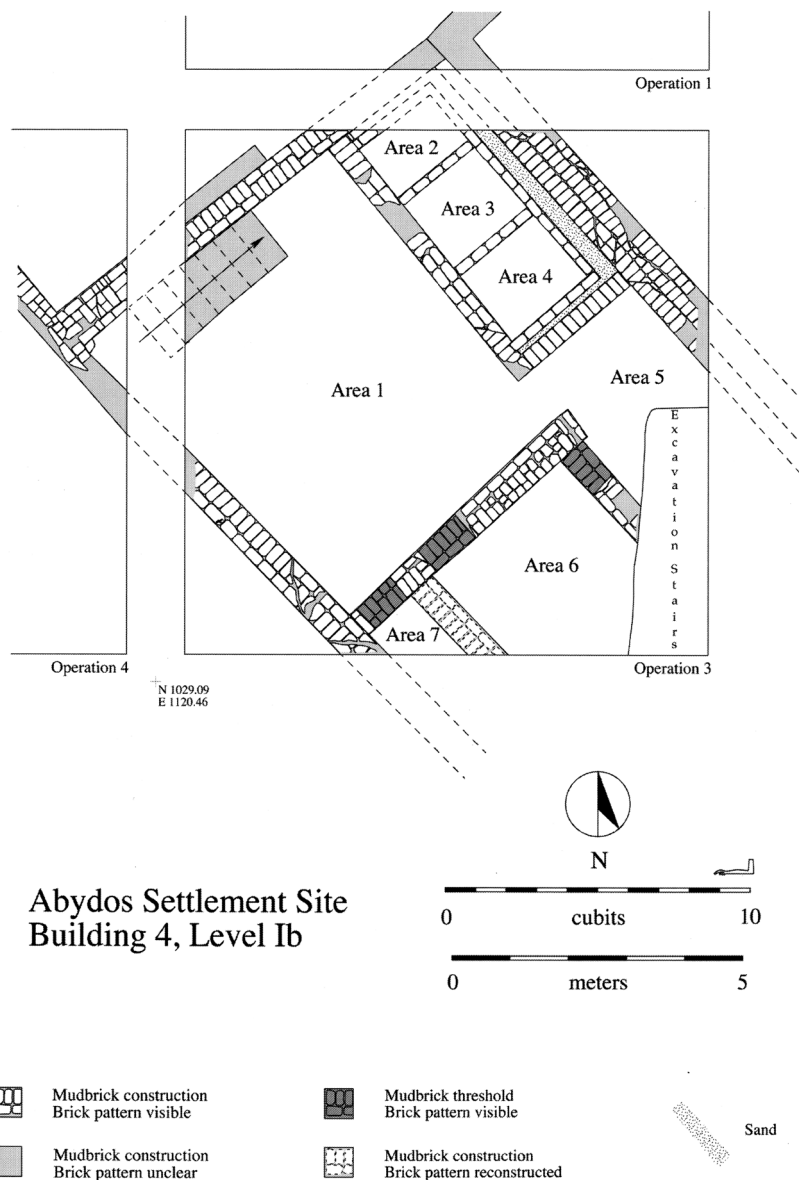 Operation 1
Area 2
Area 3
Area 4
Area 1
Area 5
Excavation Stairs
Area 6
Area 7
Operation 4
Operation 3
N 1029.09
E 1120.46
N
Abydos Settlement Site
Building 4, Level Ib
0 cubits 10
0 meters 5
Mudbrick construction
Brick pattern visible
Mudbrick threshold
Brick pattern visible
Sand
Mudbrick construction
Brick pattern unclear
Mudbrick construction
Brick pattern reconstructed